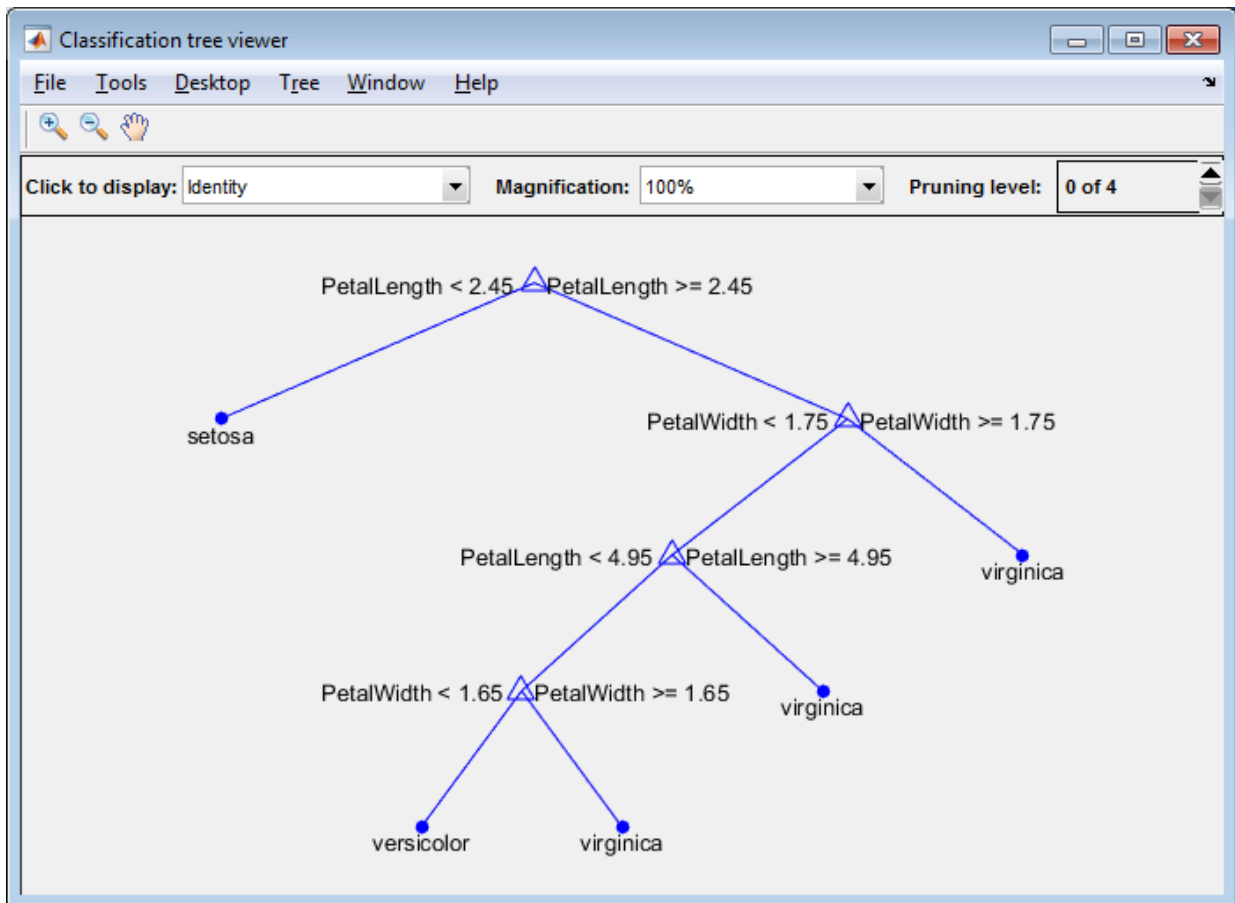 Classification tree viewer
File Tools Desktop Tree Window Help
Click to display: Identity Magnification: 100% Pruning level: 0 of 4
PetalLength < 2.45 PetalLength >= 2.45
setosa
PetalWidth < 1.75 PetalWidth >= 1.75
PetalLength < 4.95 PetalLength >= 4.95
virginica
PetalWidth < 1.65 PetalWidth >= 1.65
virginica
versicolor virginica